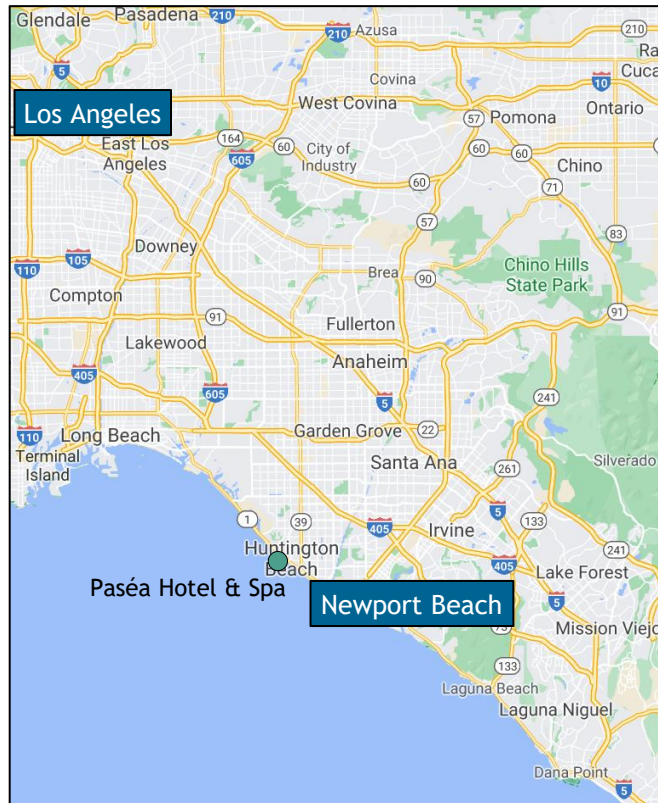 Glendale
Pasadena
210
Azusa
210
210
5
Covina
Ra
Cuca
10
West Covina
Ontario
Los Angeles
57
Pomona
East Los
Angeles
164
60
City of
Industry
60
60
605
Chino
60
71
57
83
Downey
105
110
Brea
90
Chino Hills
State Park
Compton
91
91
Fullerton
Lakewood
Anaheim
405
605
5
241
110
Long Beach
Garden Grove
22
Terminal
Island
Santa Ana
261
Silverado
5
1
39
405
Irvine
133
Huntington
Beach
405
241
Lake Forest
Paséa Hotel & Spa
Newport Beach
5
73
Mission Viejo
133
Laguna Beach
Laguna Niguel
Dana Point
5